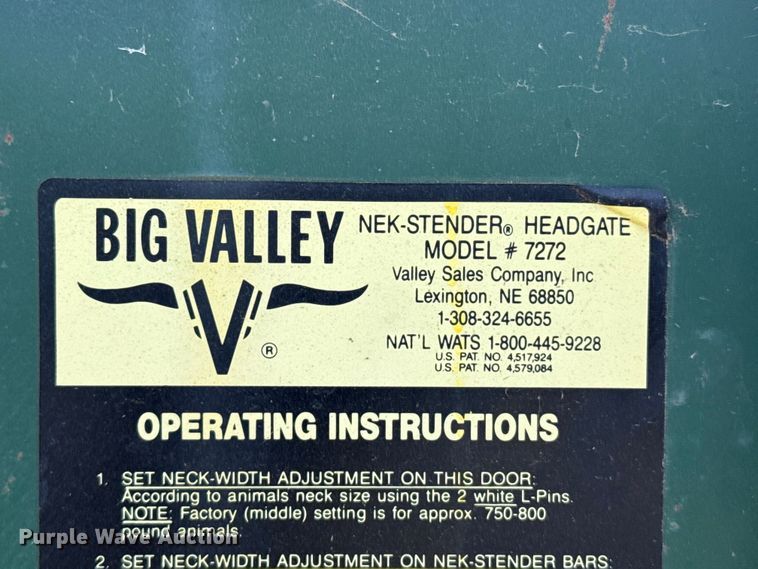 BIG VALLEY
V
®
NEK-STENDER® HEADGATE
MODEL # 7272
Valley Sales Company, Inc
Lexington, NE 68850
1-308-324-6655
NAT'L WATS 1-800-445-9228
U.S. PAT. NO. 4,517,924
U.S. PAT. NO. 4,579,084
OPERATING INSTRUCTIONS
1. SET NECK-WIDTH ADJUSTMENT ON THIS DOOR:
According to animals neck size using the 2 white L-Pins.
NOTE: Factory (middle) setting is for approx. 750-800
pound animals.
2. SET NECK-WIDTH ADJUSTMENT ON NEK-STENDER BARS:
Purple Wave Auction